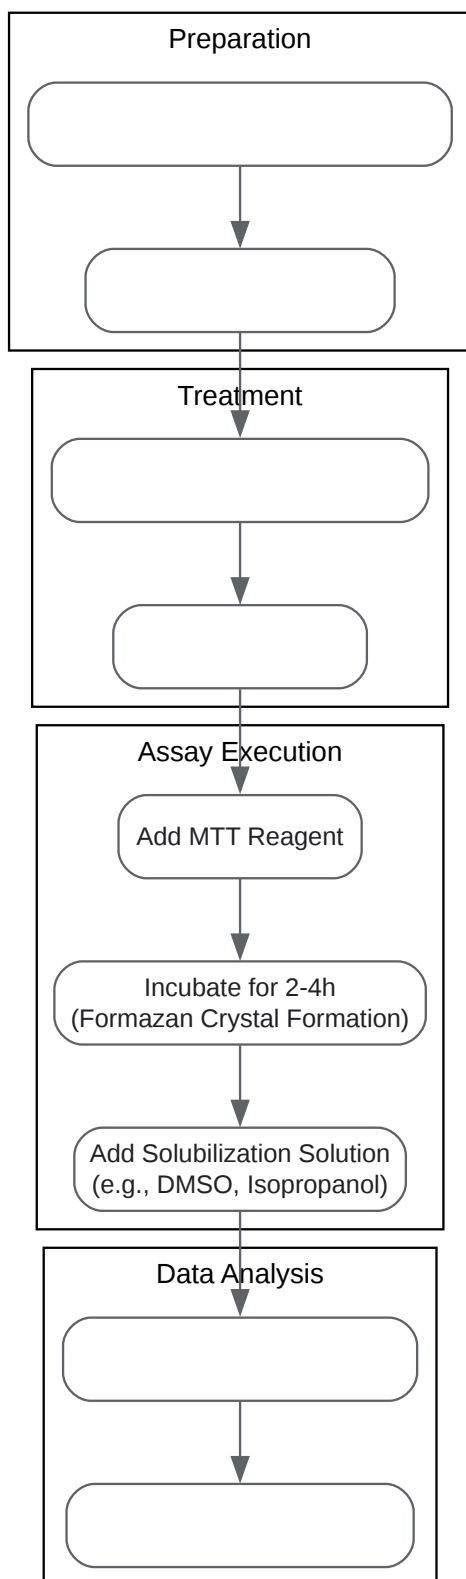 Preparation
Treatment
Assay Execution
Add MTT Reagent
Incubate for 2-4h
(Formazan Crystal Formation)
Add Solubilization Solution
(e.g., DMSO, Isopropanol)
Data Analysis